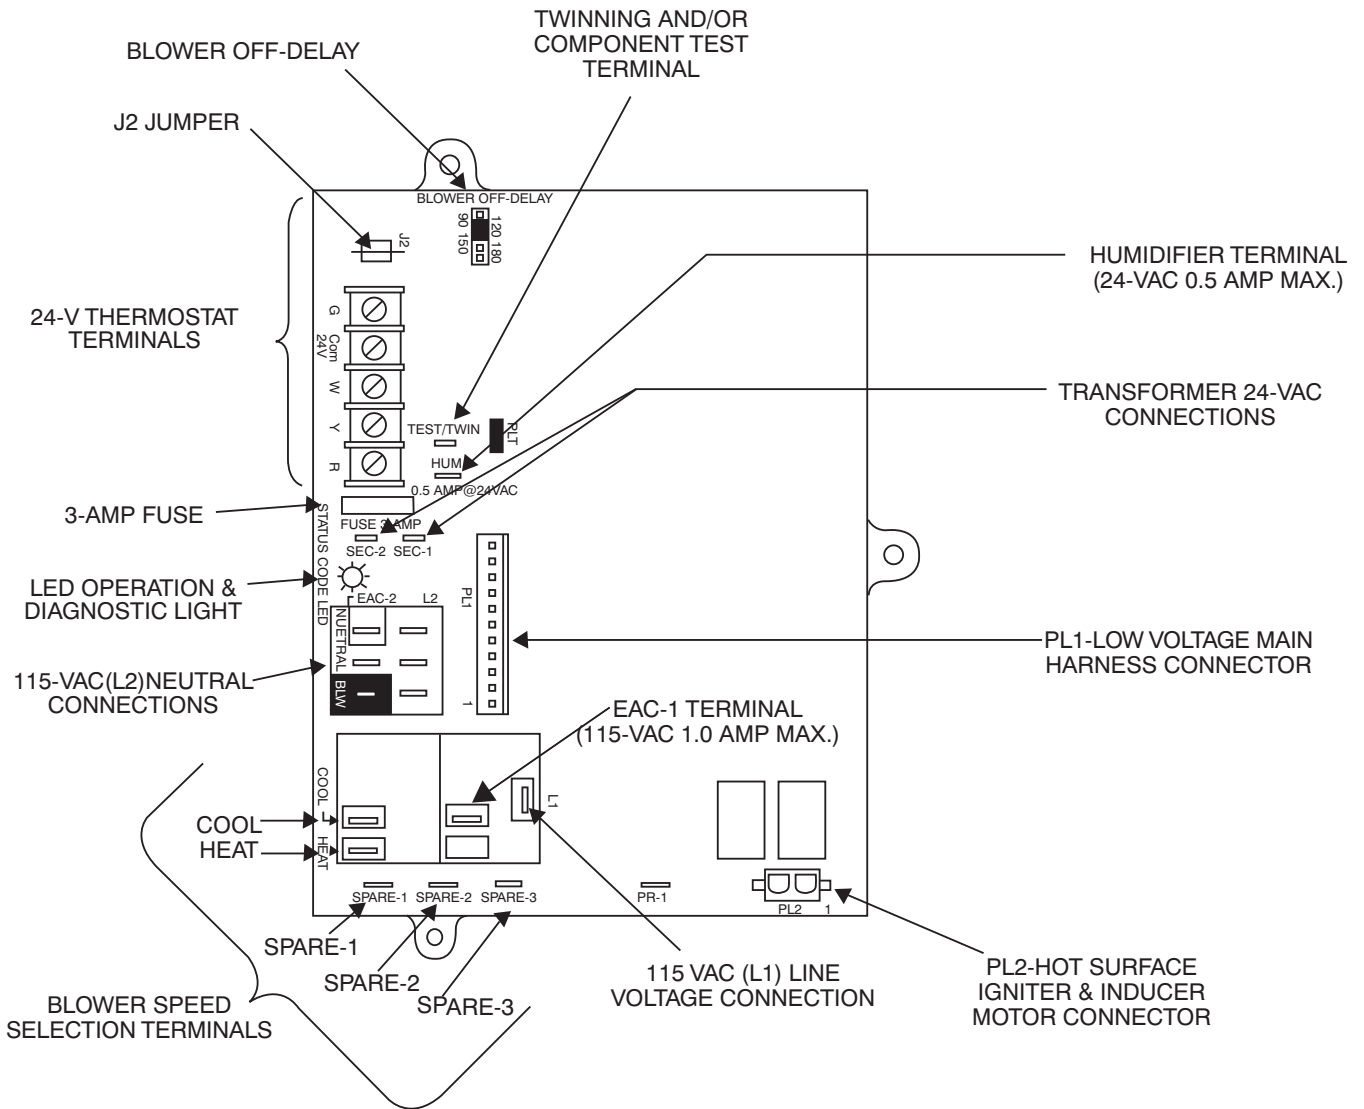 TWINNING AND/OR
COMPONENT TEST
TERMINAL
BLOWER OFF-DELAY
J2 JUMPER
BLOWER OFF-DELAY
90 150
120 180
J2
HUMIDIFIER TERMINAL
(24-VAC 0.5 AMP MAX.)
24-V THERMOSTAT
TERMINALS
G
Com
24V
W
Y
R
TRANSFORMER 24-VAC
CONNECTIONS
TEST/TWIN
PLT
HUM
0.5 AMP@24VAC
3-AMP FUSE
FUSE 3-AMP
STATUS CODE LED
SEC-2 SEC-1
LED OPERATION &
DIAGNOSTIC LIGHT
EAC-2 L2
NUETRAL
BLW
PL1
1
PL1-LOW VOLTAGE MAIN
HARNESS CONNECTOR
115-VAC(L2)NEUTRAL
CONNECTIONS
EAC-1 TERMINAL
(115-VAC 1.0 AMP MAX.)
COOL
HEAT
L1
COOL
HEAT
SPARE-1 SPARE-2 SPARE-3
PR-1
PL2 1
SPARE-1
SPARE-2
SPARE-3
BLOWER SPEED
SELECTION TERMINALS
115 VAC (L1) LINE
VOLTAGE CONNECTION
PL2-HOT SURFACE
IGNITER & INDUCER
MOTOR CONNECTOR